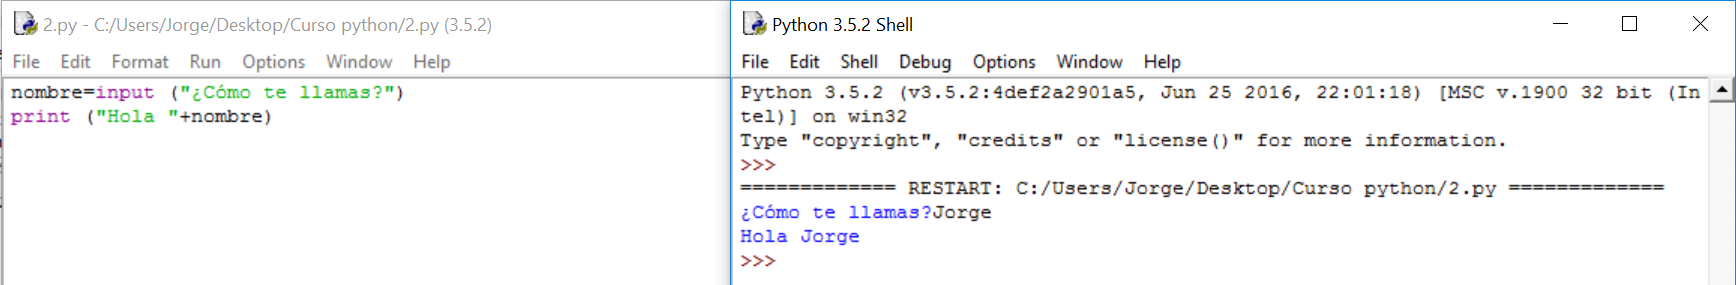 2.py - C:/Users/Jorge/Desktop/Curso python/2.py (3.5.2)
File Edit Format Run Options Window Help
nombre=input ("¿Cómo te llamas?")
print ("Hola "+nombre)
Python 3.5.2 Shell
File Edit Shell Debug Options Window Help
Python 3.5.2 (v3.5.2:4def2a2901a5, Jun 25 2016, 22:01:18) [MSC v.1900 32 bit (In
tel)] on win32
Type "copyright", "credits" or "license()" for more information.
>>>
============= RESTART: C:/Users/Jorge/Desktop/Curso python/2.py =============
¿Cómo te llamas?Jorge
Hola Jorge
>>>